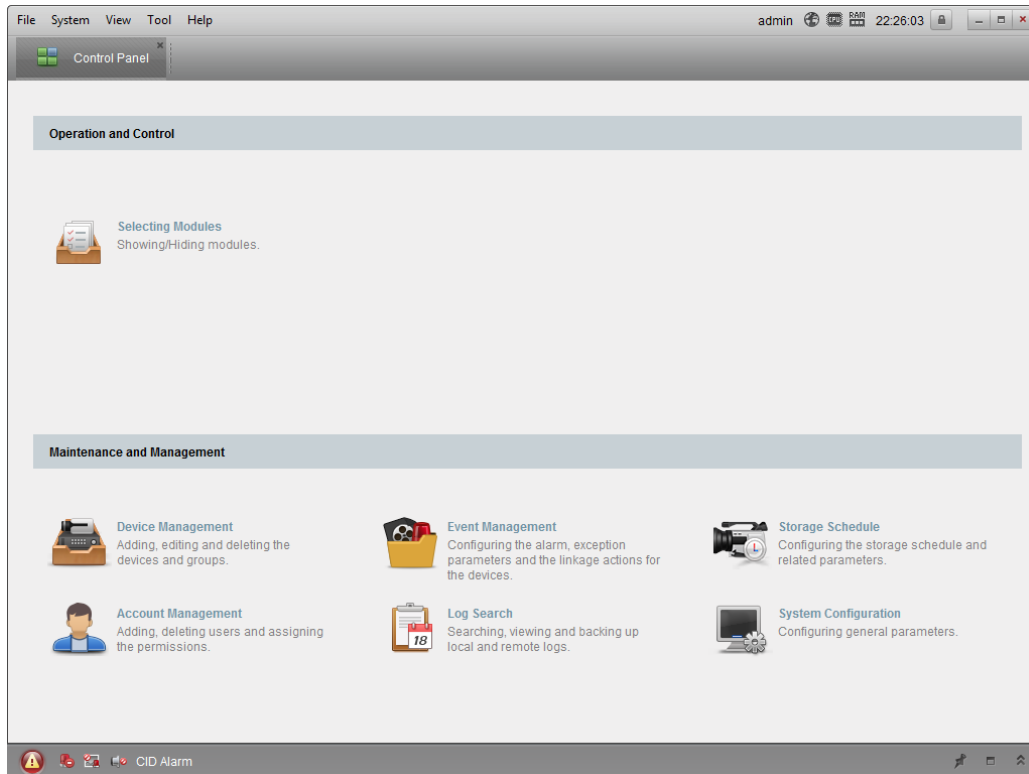 File System View Tool Help admin CPU RAM 22:26:03
Control Panel
Operation and Control
Selecting Modules
Showing/Hiding modules.
Maintenance and Management
Device Management
Adding, editing and deleting the
devices and groups.
Event Management
Configuring the alarm, exception
parameters and the linkage actions for
the devices.
Storage Schedule
Configuring the storage schedule and
related parameters.
Account Management
Adding, deleting users and assigning
the permissions.
Log Search
18
Searching, viewing and backing up
local and remote logs.
System Configuration
Configuring general parameters.
CID Alarm